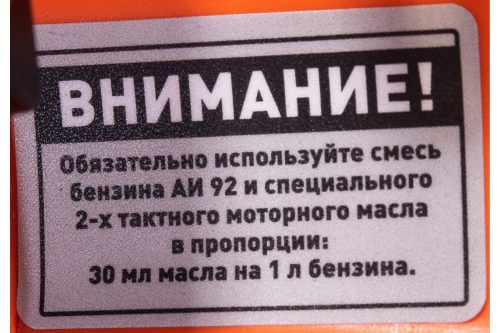 ВНИМАНИЕ!
Обязательно используйте смесь
бензина АИ 92 и специального
2-х тактного моторного масла
в пропорции:
30 мл масла на 1 л бензина.